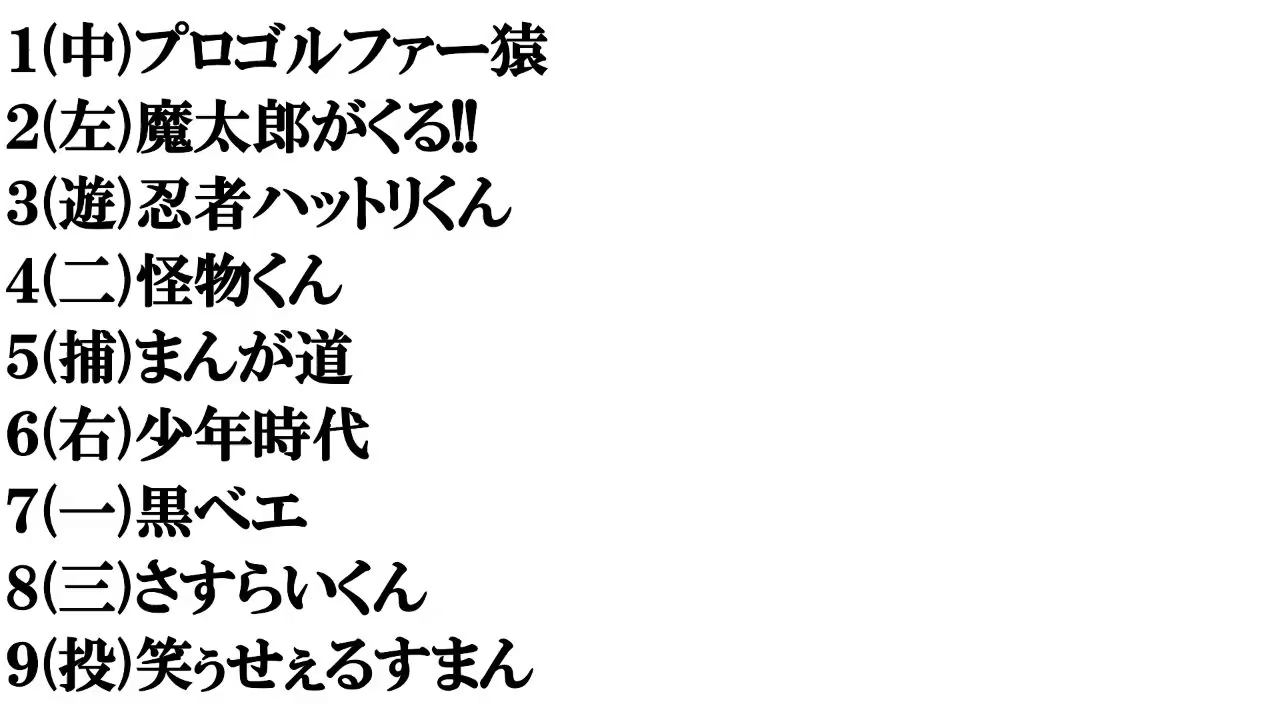 1(中)プロゴルファー猿
2(左)魔太郎がくる!!
3(遊)忍者ハットリくん
4(二)怪物くん
5(捕)まんが道
6(右)少年時代
7(一)黒ベエ
8(三)さすらいくん
9(投)笑ぅせぇるすまん